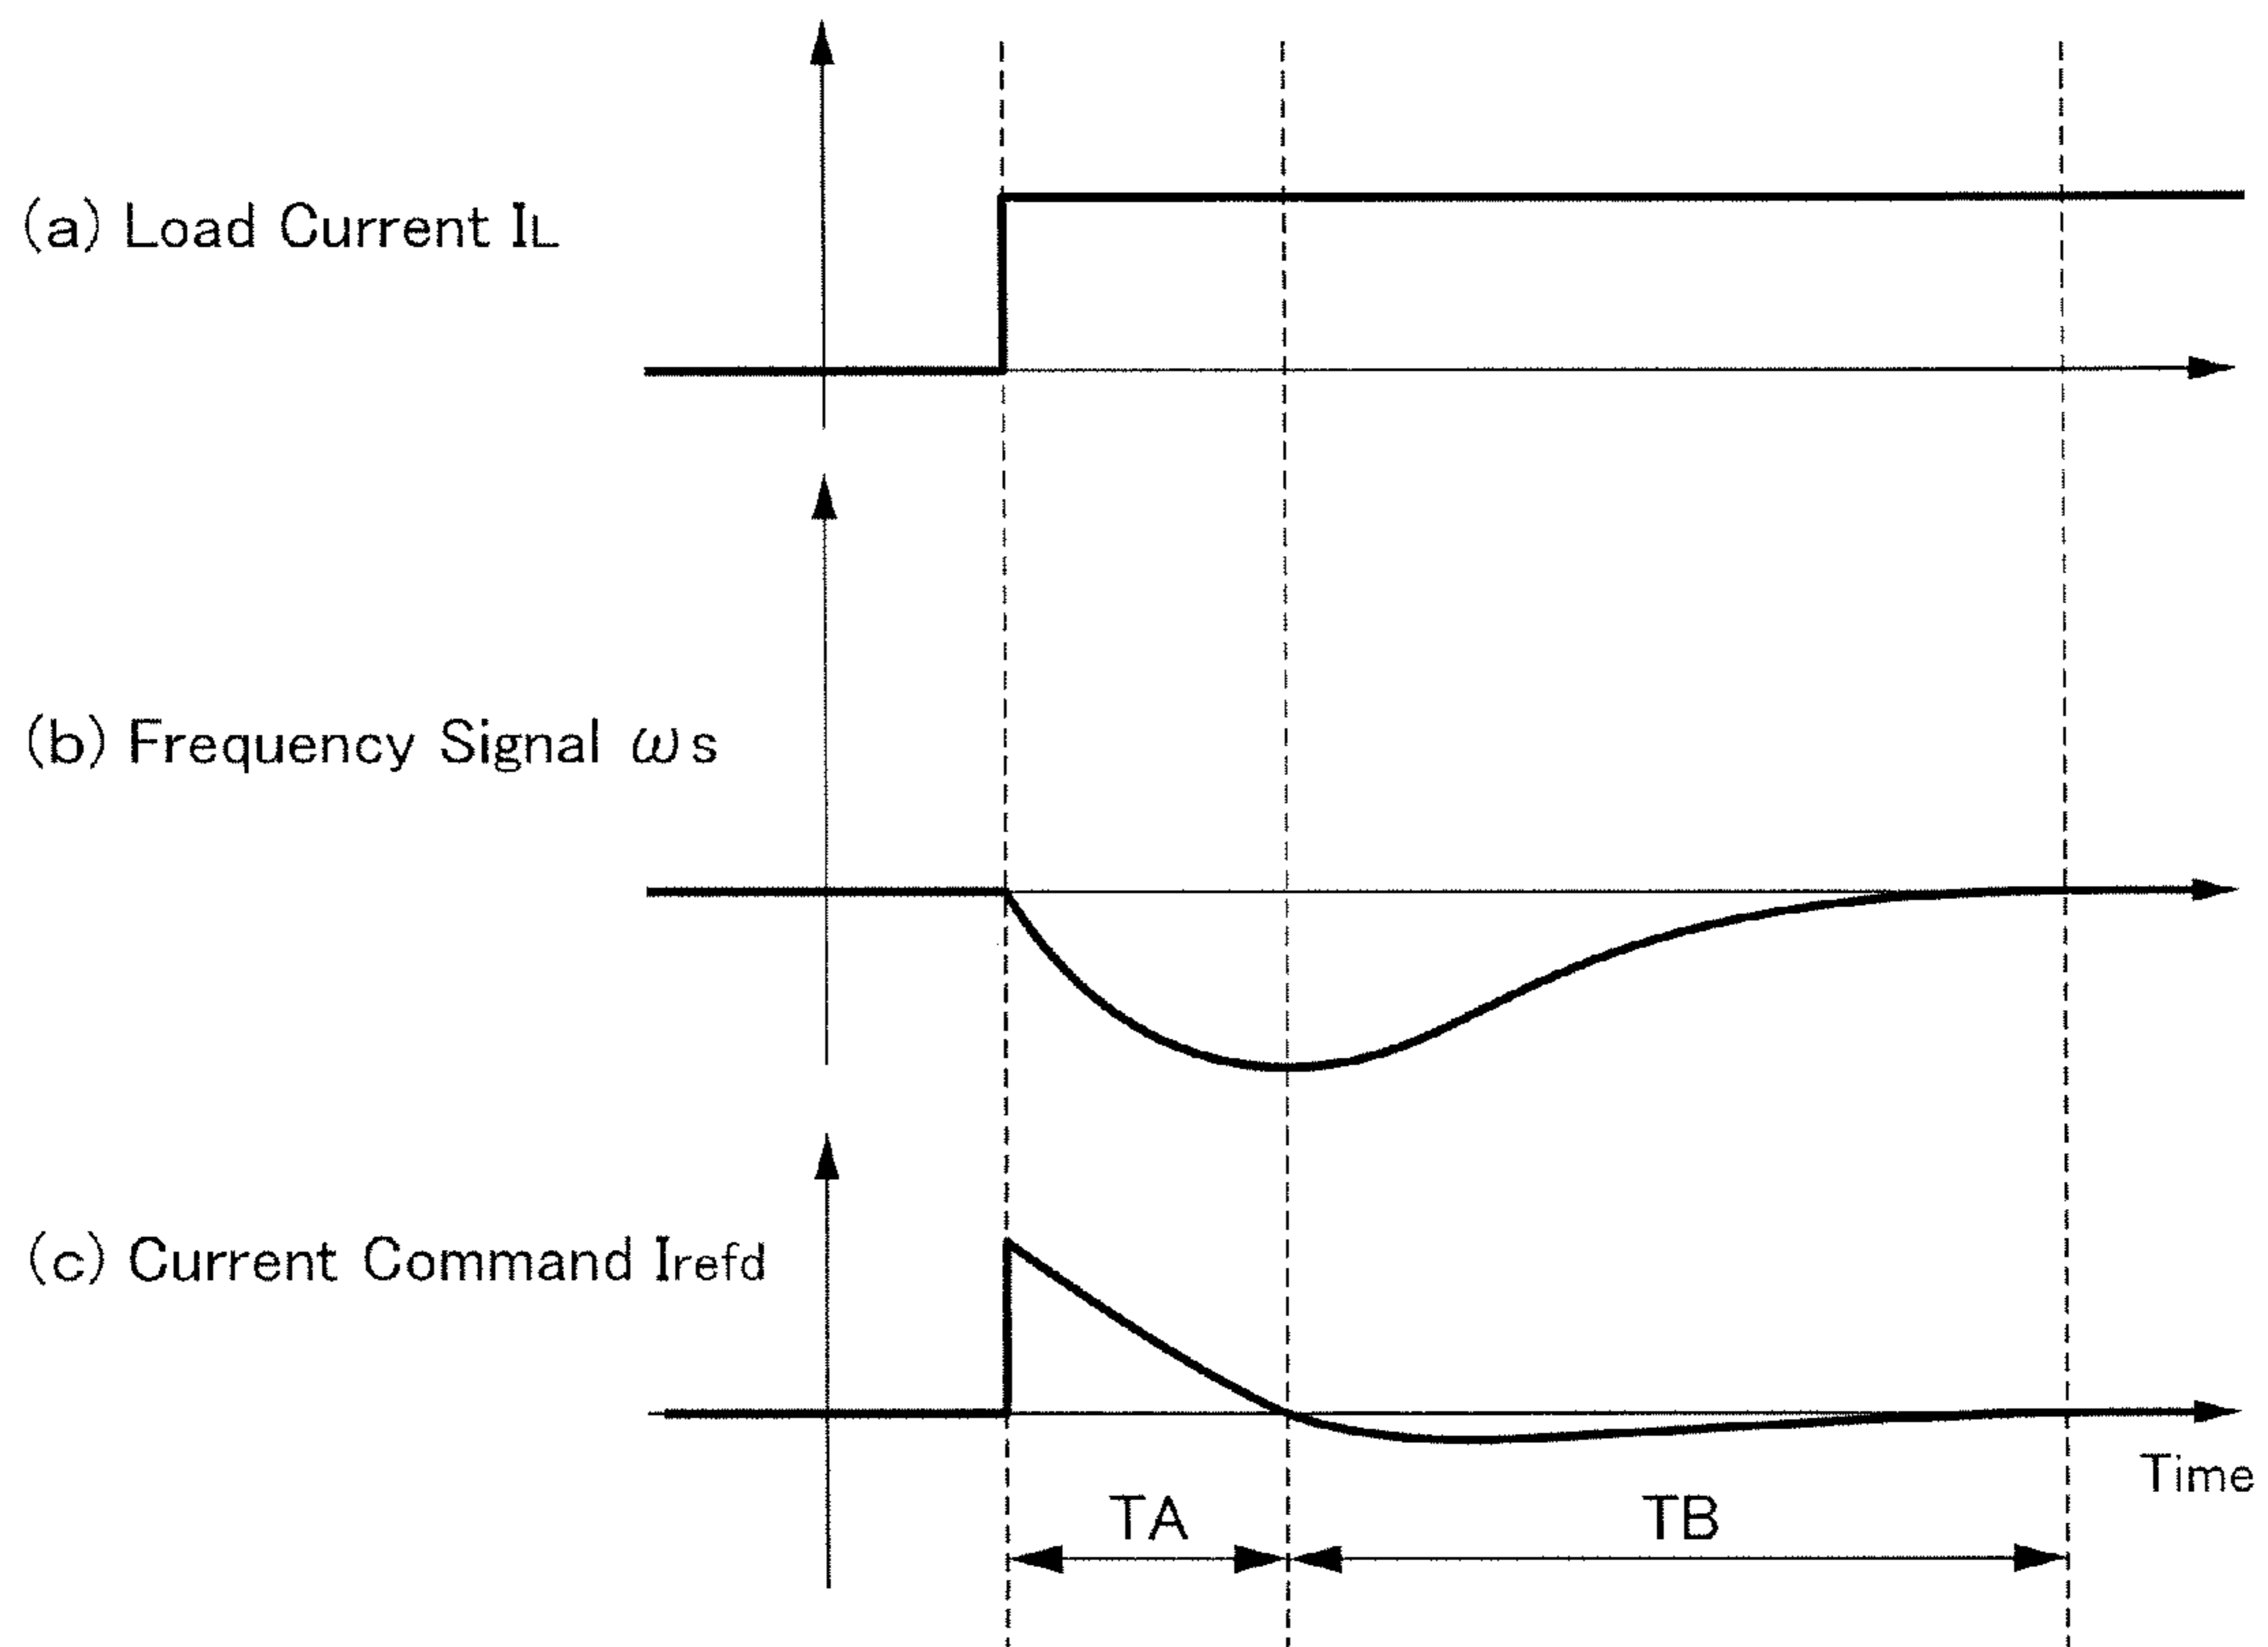 (a) Load Current IL
(b) Frequency Signal ωs
(c) Current Command Irefd
Time
TA
TB